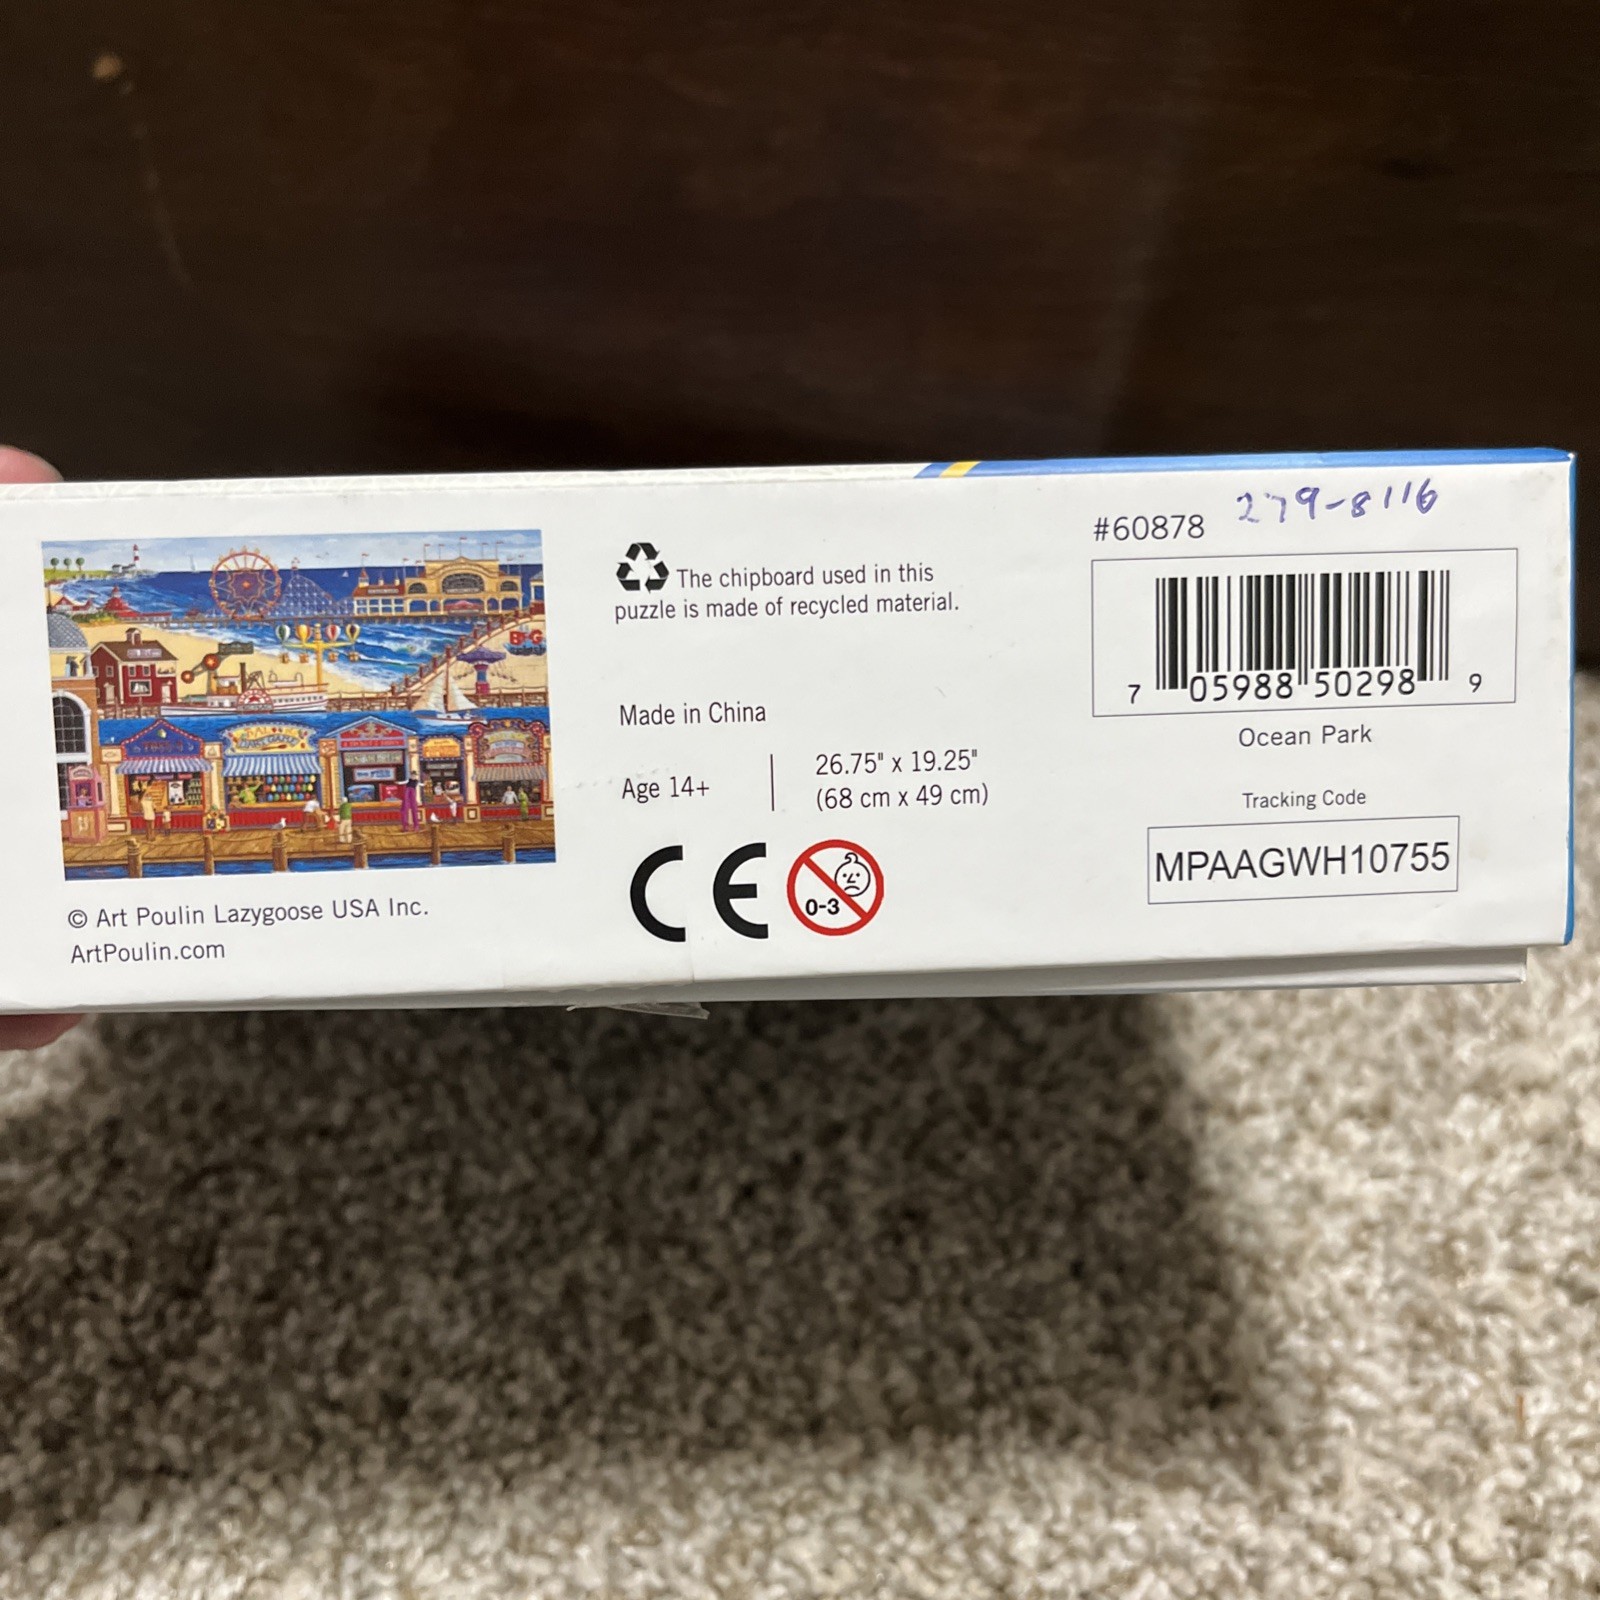 © Art Poulin Lazygoose USA Inc.
ArtPoulin.com
The chipboard used in this
puzzle is made of recycled material.
Made in China
Age 14+
26.75" x 19.25"
(68 cm x 49 cm)
CE
0-3
#60878
279-8116
7 05988 50298 9
Ocean Park
Tracking Code
MPAAGWH10755